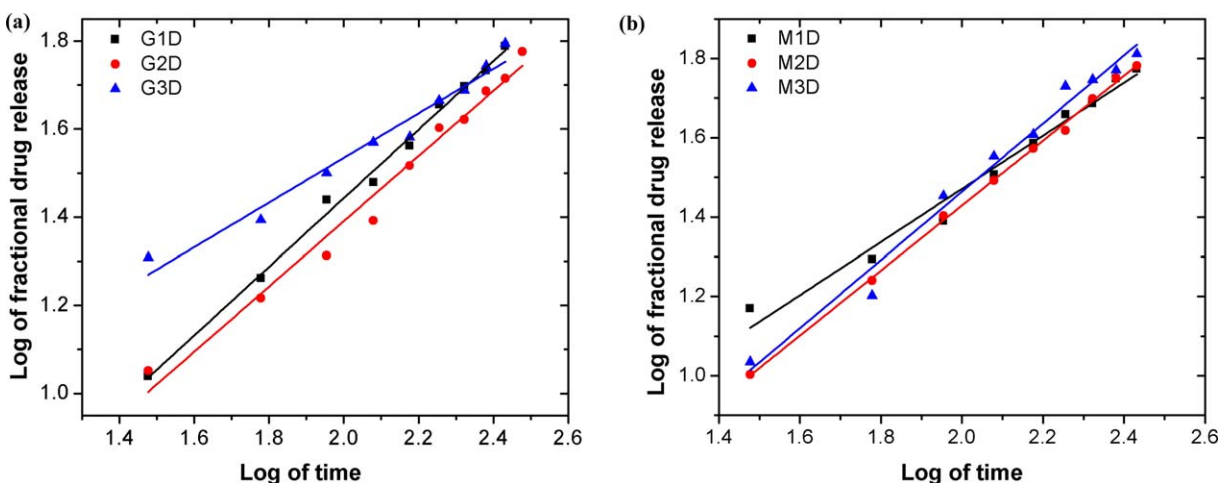 (a)
G1D
G2D
G3D
Log of fractional drug release
1.8
1.6
1.4
1.2
1.0
1.4 1.6 1.8 2.0 2.2 2.4 2.6
Log of time
(b)
M1D
M2D
M3D
Log of fractional drug release
1.8
1.6
1.4
1.2
1.0
1.4 1.6 1.8 2.0 2.2 2.4 2.6
Log of time